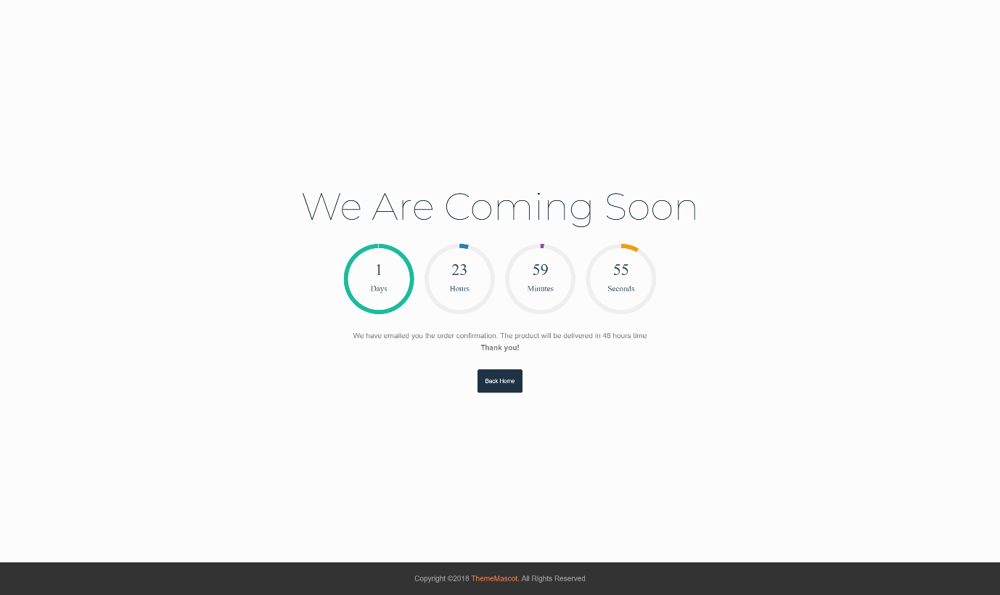 We Are Coming Soon
1 23 59 55
Days Hours Minutes Seconds
We have emailed you the order confirmation. The product will be delivered in 48 hours time
Thank you!
Back Home
Copyright ©2018 ThemeMascot. All Rights Reserved